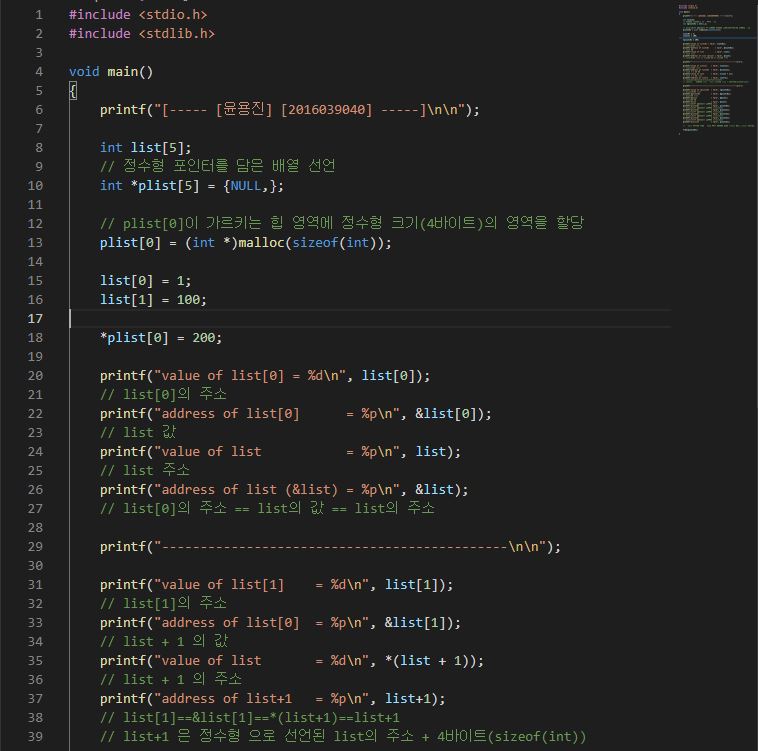 1 #include <stdio.h>
2 #include <stdlib.h>
3
4 void main()
5 {
6 printf("[----- [윤용진] [2016039040] -----]\n\n");
7
8 int list[5];
9 // 정수형 포인터를 담은 배열 선언
10 int *plist[5] = {NULL,};
11
12 // plist[0]이 가르키는 힙 영역에 정수형 크기(4바이트)의 영역을 할당
13 plist[0] = (int *)malloc(sizeof(int));
14
15 list[0] = 1;
16 list[1] = 100;
17
18 *plist[0] = 200;
19
20 printf("value of list[0] = %d\n", list[0]);
21 // list[0]의 주소
22 printf("address of list[0]      = %p\n", &list[0]);
23 // list 값
24 printf("value of list           = %p\n", list);
25 // list 주소
26 printf("address of list (&list) = %p\n", &list);
27 // list[0]의 주소 == list의 값 == list의 주소
28
29 printf("---------------------------------------------\n\n");
30
31 printf("value of list[1]    = %d\n", list[1]);
32 // list[1]의 주소
33 printf("address of list[0]  = %p\n", &list[1]);
34 // list + 1 의 값
35 printf("value of list       = %d\n", *(list + 1));
36 // list + 1 의 주소
37 printf("address of list+1   = %p\n", list+1);
38 // list[1]==&list[1]==*(list+1)==list+1
39 // list+1 은 정수형 으로 선언된 list의 주소 + 4바이트(sizeof(int))